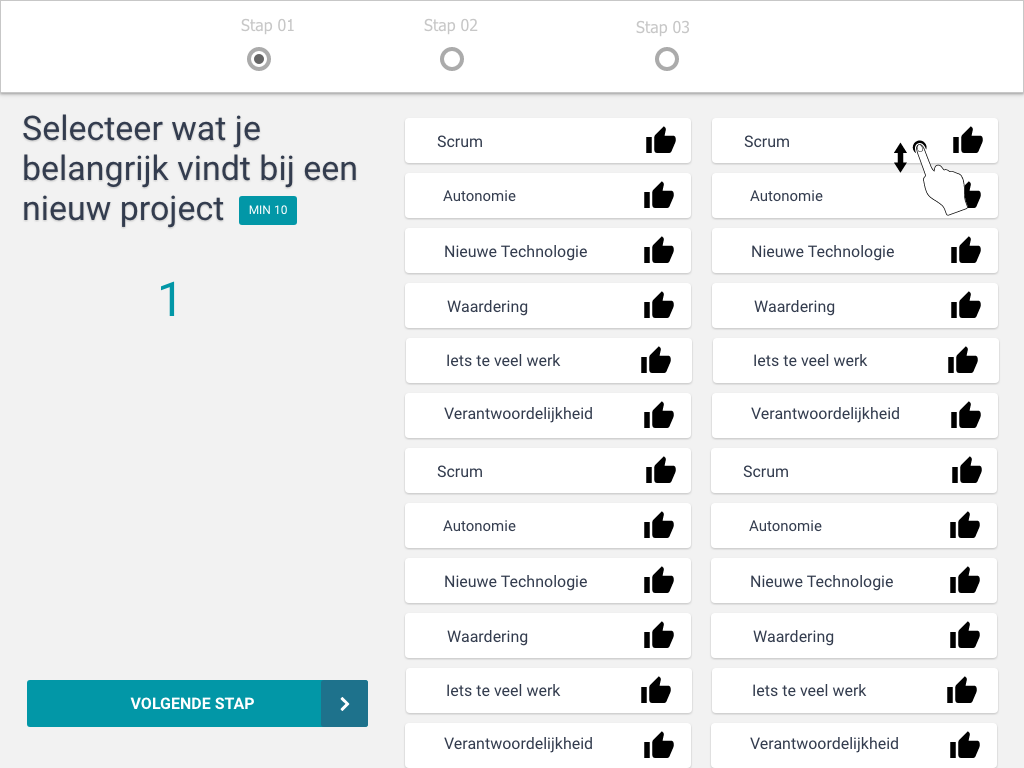 Stap 01
Stap 02
Stap 03
Selecteer wat je
belangrijk vindt bij een
nieuw project
MIN 10
1
VOLGENDE STAP
Scrum
Autonomie
Nieuwe Technologie
Waardering
Iets te veel werk
Verantwoordelijkheid
Scrum
Autonomie
Nieuwe Technologie
Waardering
Iets te veel werk
Verantwoordelijkheid
Scrum
Autonomie
Nieuwe Technologie
Waardering
Iets te veel werk
Verantwoordelijkheid
Scrum
Autonomie
Nieuwe Technologie
Waardering
Iets te veel werk
Verantwoordelijkheid